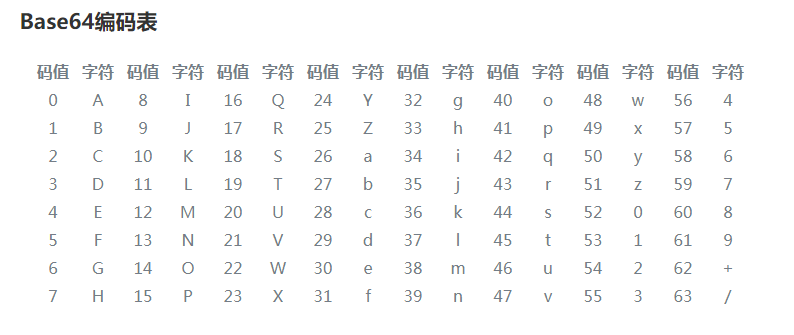 Base64编码表
码值 字符 码值 字符 码值 字符 码值 字符 码值 字符 码值 字符 码值 字符 码值 字符
0 A 8 I 16 Q 24 Y 32 g 40 o 48 w 56 4
1 B 9 J 17 R 25 Z 33 h 41 p 49 x 57 5
2 C 10 K 18 S 26 a 34 i 42 q 50 y 58 6
3 D 11 L 19 T 27 b 35 j 43 r 51 z 59 7
4 E 12 M 20 U 28 c 36 k 44 s 52 0 60 8
5 F 13 N 21 V 29 d 37 l 45 t 53 1 61 9
6 G 14 O 22 W 30 e 38 m 46 u 54 2 62 +
7 H 15 P 23 X 31 f 39 n 47 v 55 3 63 /